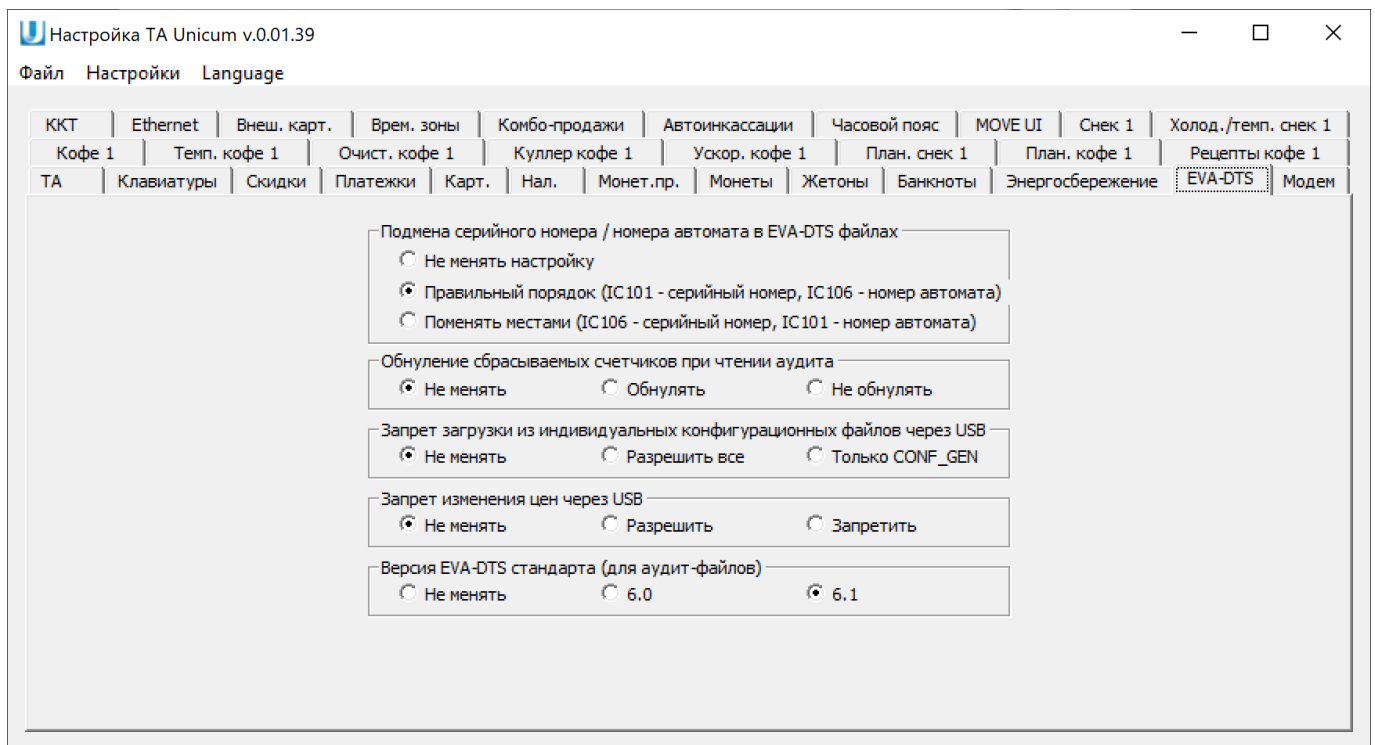 Настройка ТА Unicum v.0.01.39
Файл Настройки Language
ККТ Ethernet Внеш. карт. Врем. зоны Комбо-продажи Автоинкассации Часовой пояс MOVE UI Снек 1 Холод./темп. снек 1
Кофе 1 Темп. кофе 1 Очист. кофе 1 Куллер кофе 1 Ускор. кофе 1 План. снек 1 План. кофе 1 Рецепты кофе 1
ТА Клавиатуры Скидки Платежки Карт. Нал. Монет.пр. Монеты Жетоны Банкноты Энергосбережение EVA-DTS Модем
Подмена серийного номера / номера автомата в EVA-DTS файлах
Не менять настройку
Правильный порядок (IC101 - серийный номер, IC106 - номер автомата)
Поменять местами (IC106 - серийный номер, IC101 - номер автомата)
Обнуление сбрасываемых счетчиков при чтении аудита
Не менять Обнулять Не обнулять
Запрет загрузки из индивидуальных конфигурационных файлов через USB
Не менять Разрешить все Только CONF_GEN
Запрет изменения цен через USB
Не менять Разрешить Запретить
Версия EVA-DTS стандарта (для аудит-файлов)
Не менять 6.0 6.1